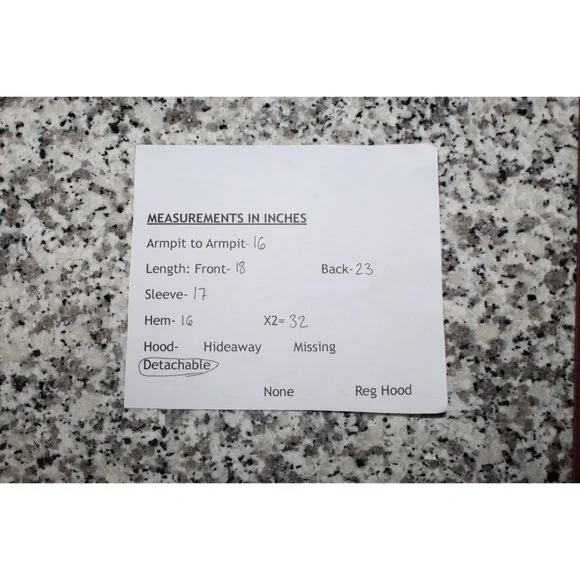 MEASUREMENTS IN INCHES
Armpit to Armpit- 16
Length: Front- 18 Back- 23
Sleeve- 17
Hem- 16 X2= 32
Hood- Hideaway Missing
Detachable
None Reg Hood